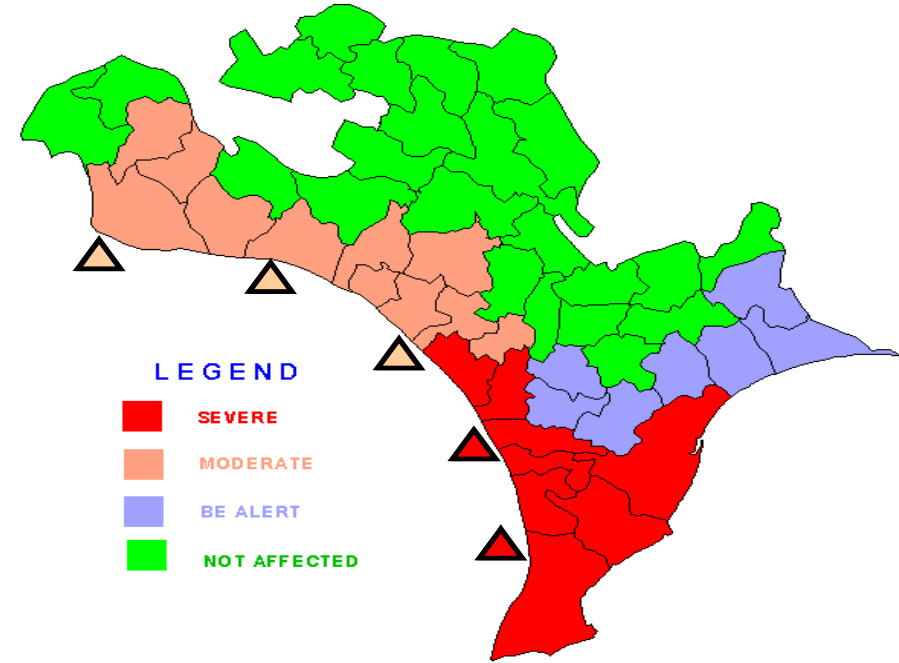 LEGEND
SEVERE
MODERATE
BE ALERT
NOT AFFECTED